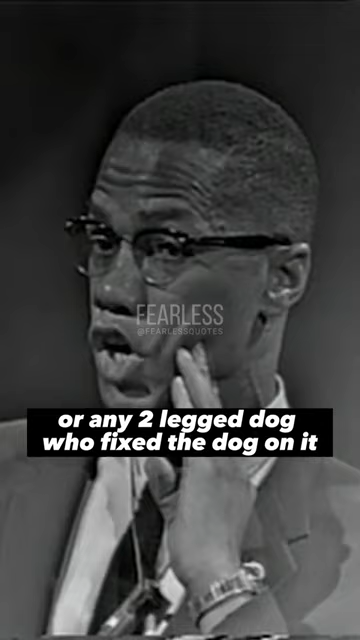 FEARLESS
@FEARLESSQUOTES
or any 2 legged dog
who fixed the dog on it